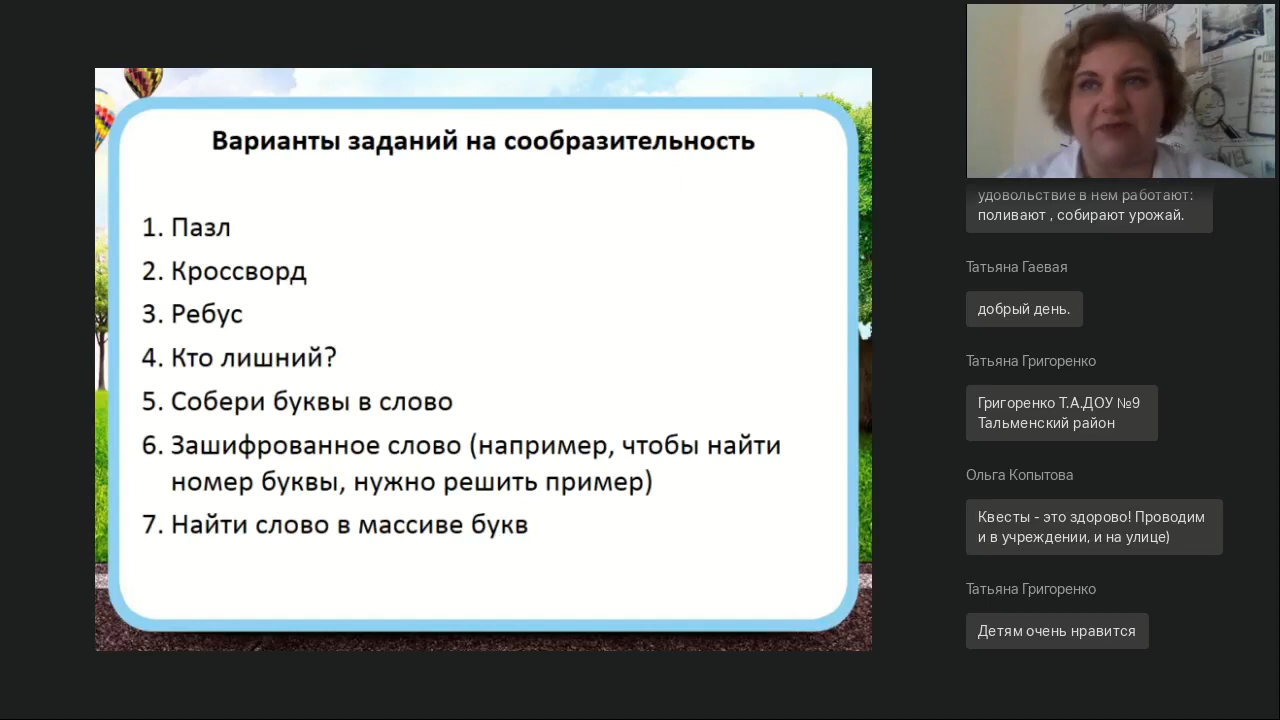 Варианты заданий на сообразительность
1. Пазл
2. Кроссворд
3. Ребус
4. Кто лишний?
5. Собери буквы в слово
6. Зашифрованное слово (например, чтобы найти
номер буквы, нужно решить пример)
7. Найти слово в массиве букв
удовольствие в нем работают:
поливают , собирают урожай.
Татьяна Гаевая
добрый день.
Татьяна Григоренко
Григоренко Т.А.ДОУ №9
Тальменский район
Ольга Копытова
Квесты - это здорово! Проводим
и в учреждении, и на улице)
Татьяна Григоренко
Детям очень нравится